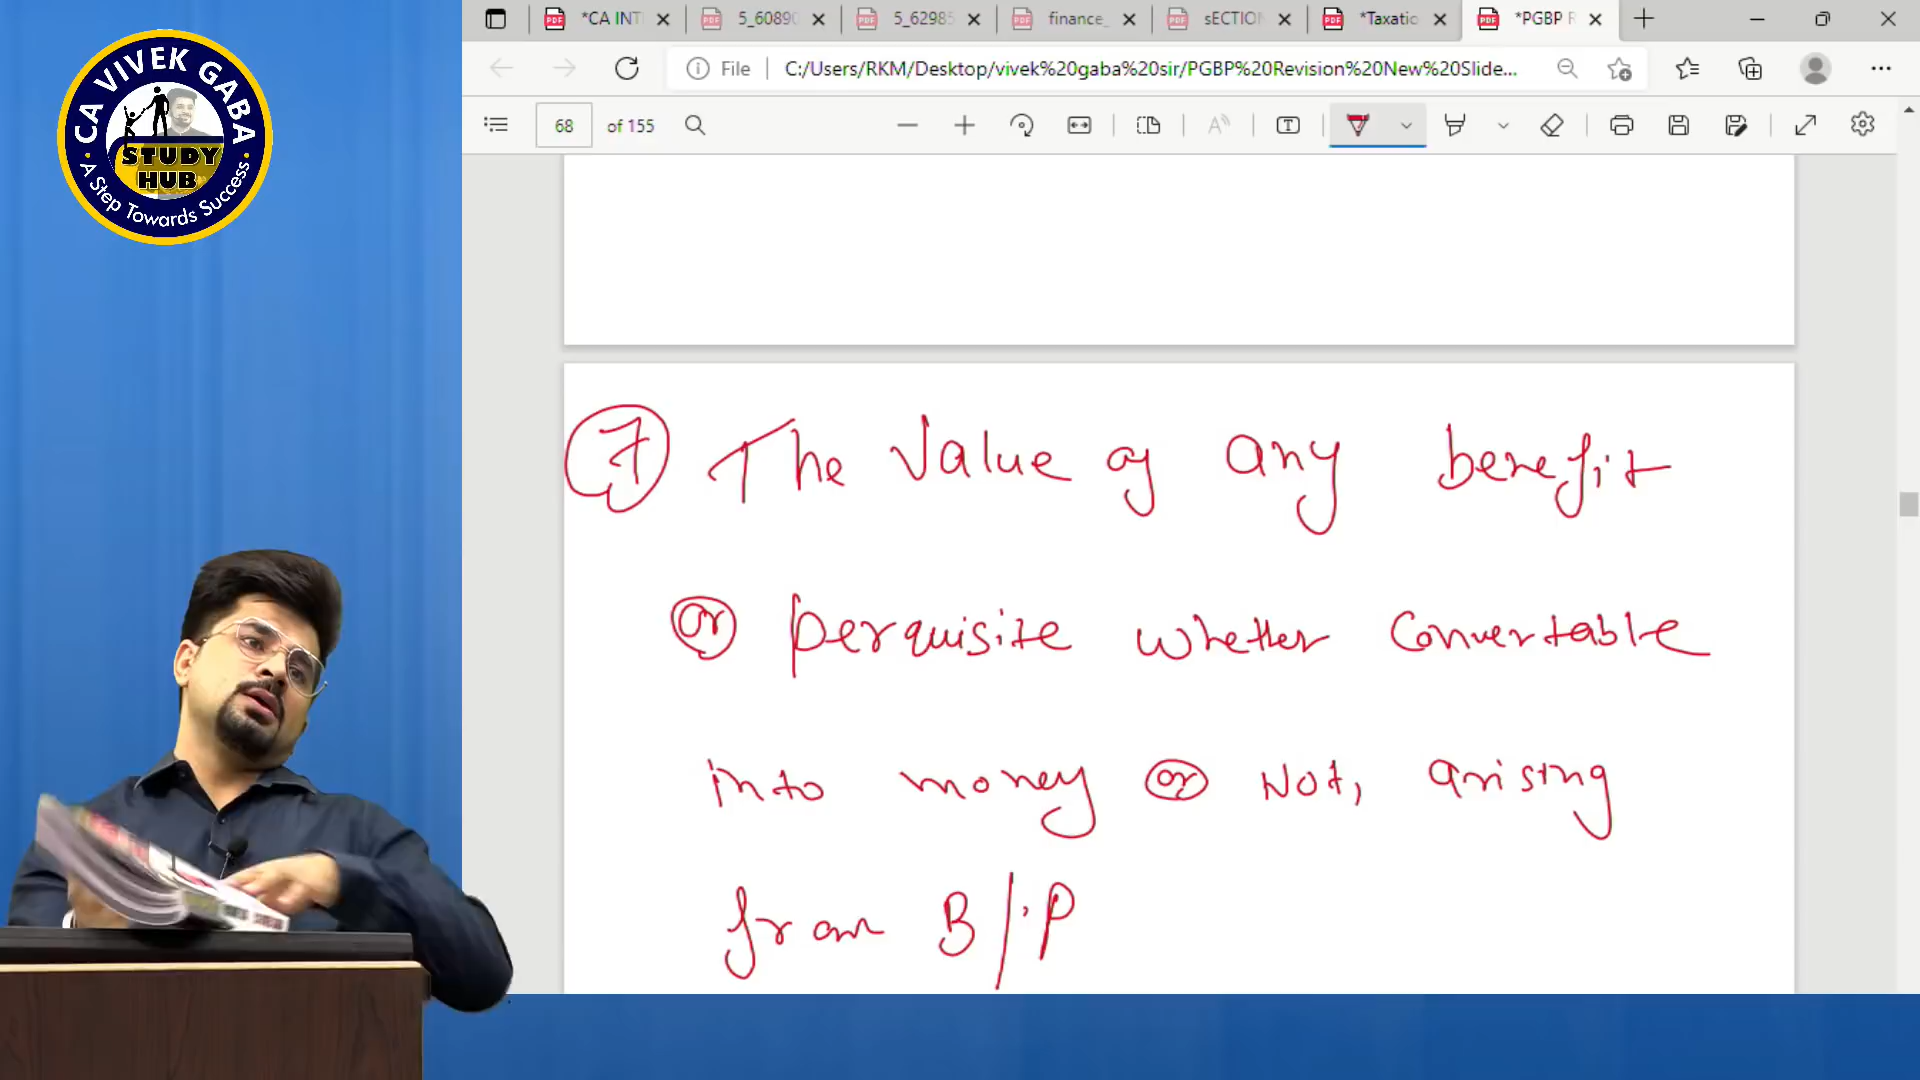 CA VIVEK GABA
STUDY
HUB
A Step Towards Success
*CA INT
5_6089
5_6298
finance_
sECTION
*Taxatio
*PGBP R
File
C:/Users/RKM/Desktop/vivek%20gaba%20sir/PGBP%20Revision%20New%20Slide...
68 of 155
7 The value of any benefit
or perquisite whether convertable
into money or Not, arising
from B/P